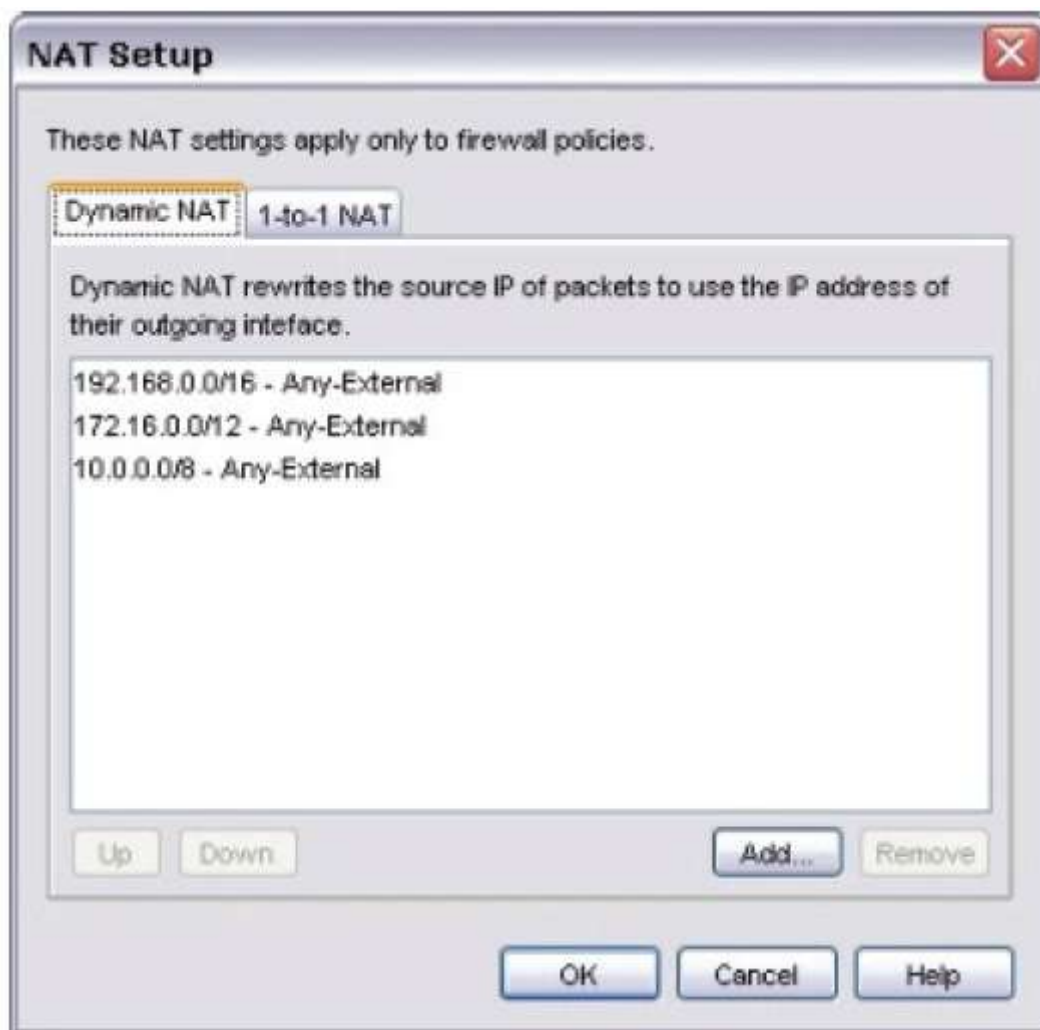 NAT Setup
These NAT settings apply only to firewall policies.
Dynamic NAT
1-to-1 NAT
Dynamic NAT rewrites the source IP of packets to use the IP address of
their outgoing inteface.
192.168.0.0/16 - Any-External
172.16.0.0/12 - Any-External
10.0.0.0/8 - Any-External
Up
Down
Add...
Remove
OK
Cancel
Help